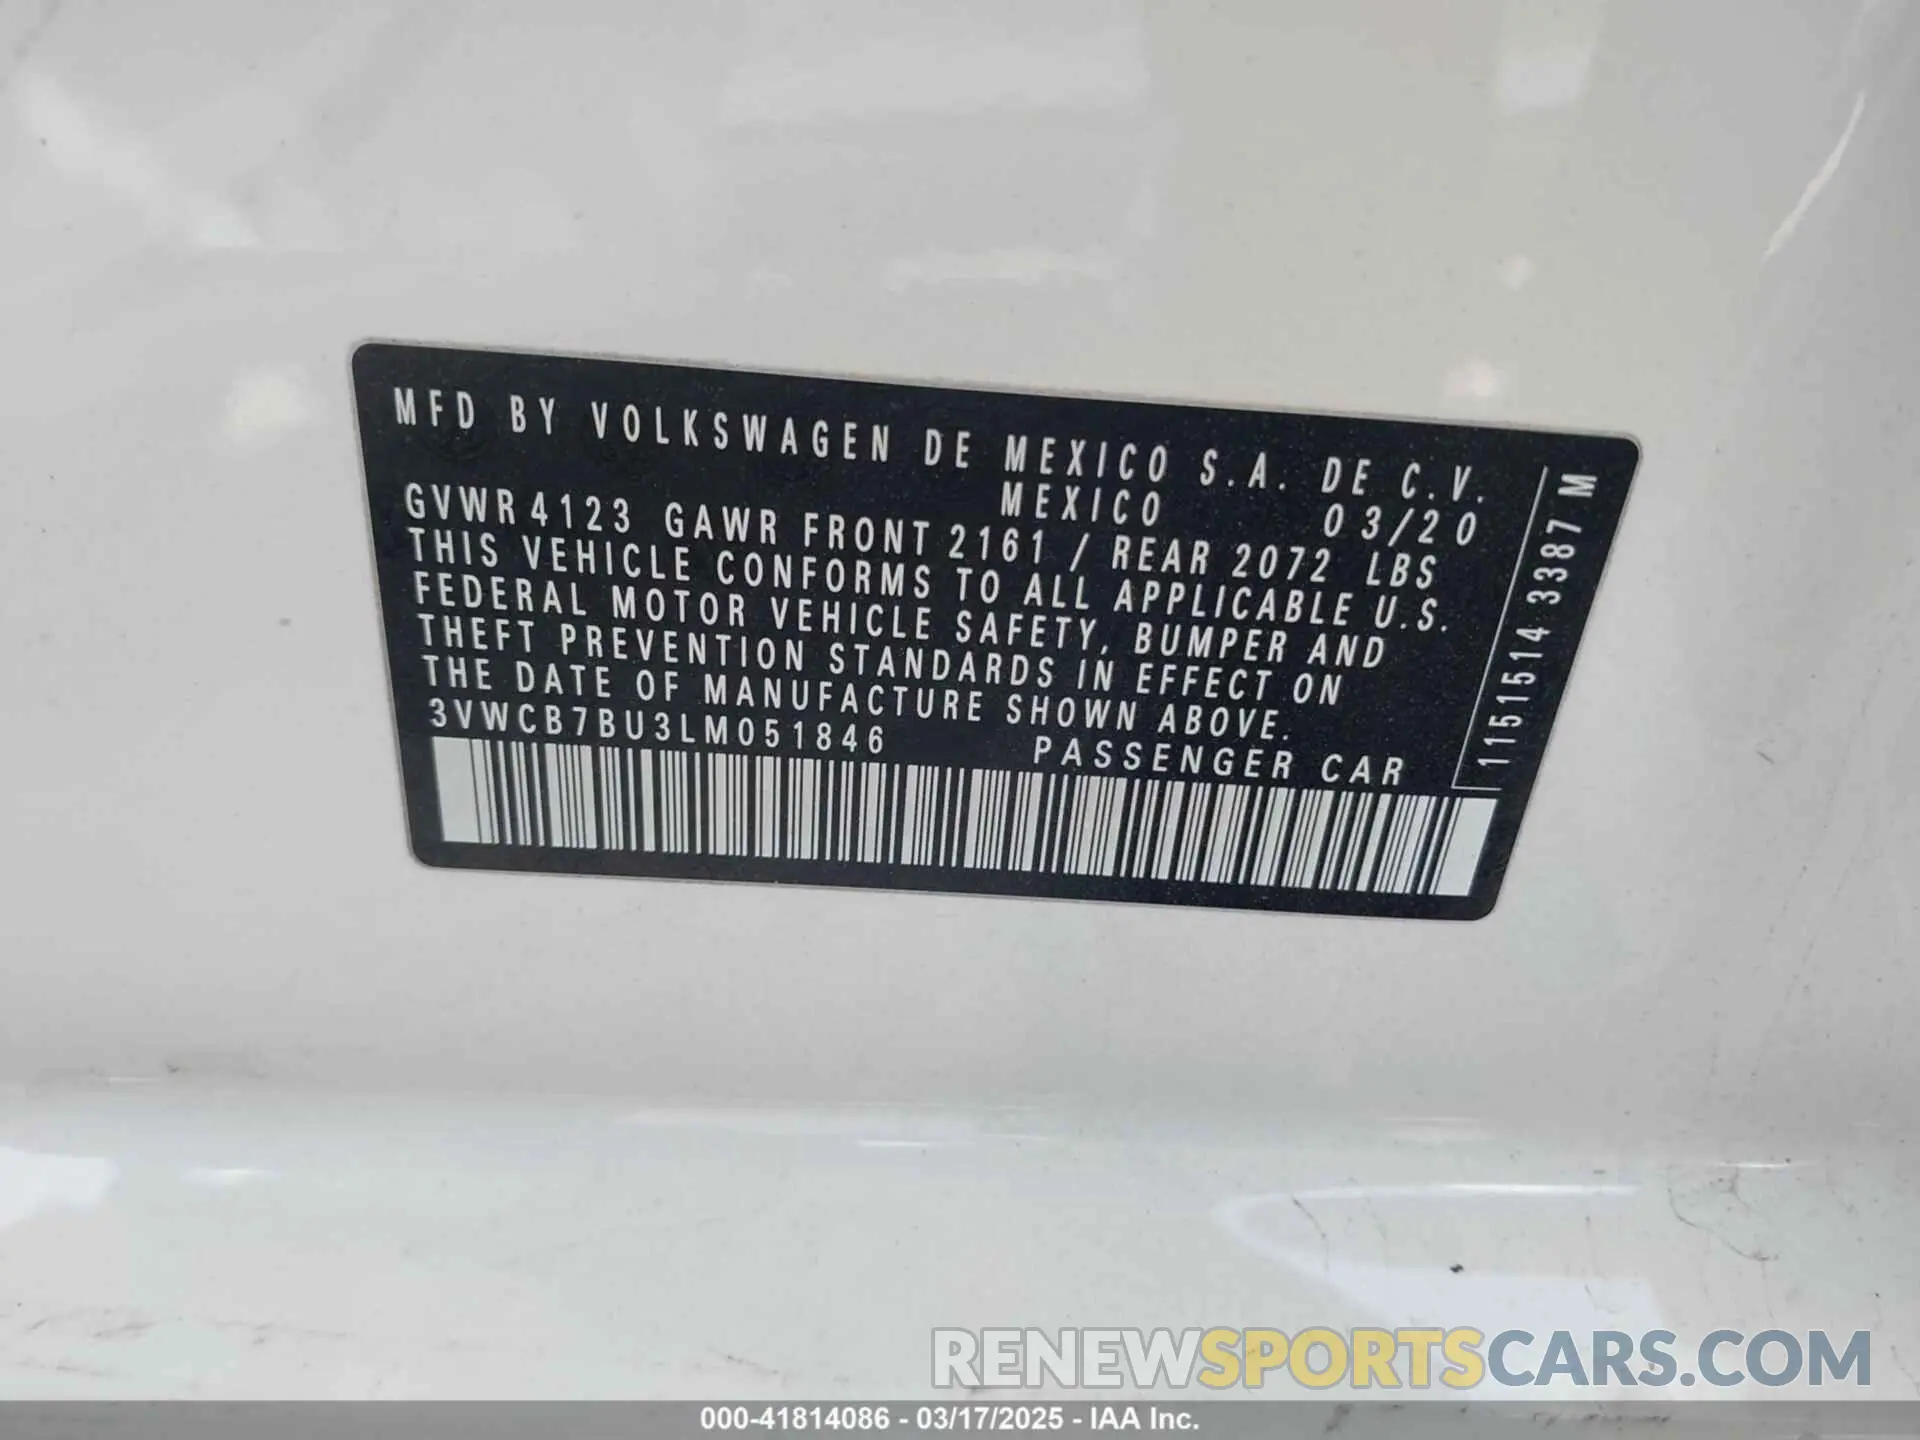 MFD BY VOLKSWAGEN DE MEXICO S.A. DE C.V.
MEXICO 03/20
GVWR 4123 GAWR FRONT 2161 / REAR 2072 LBS
THIS VEHICLE CONFORMS TO ALL APPLICABLE U.S.
FEDERAL MOTOR VEHICLE SAFETY, BUMPER AND
THEFT PREVENTION STANDARDS IN EFFECT ON
THE DATE OF MANUFACTURE SHOWN ABOVE.
3VWCB7BU3LM051846 PASSENGER CAR
1151514 3387 M
RENEWSPORTSCARS.COM
000-41814086 - 03/17/2025 - IAA Inc.